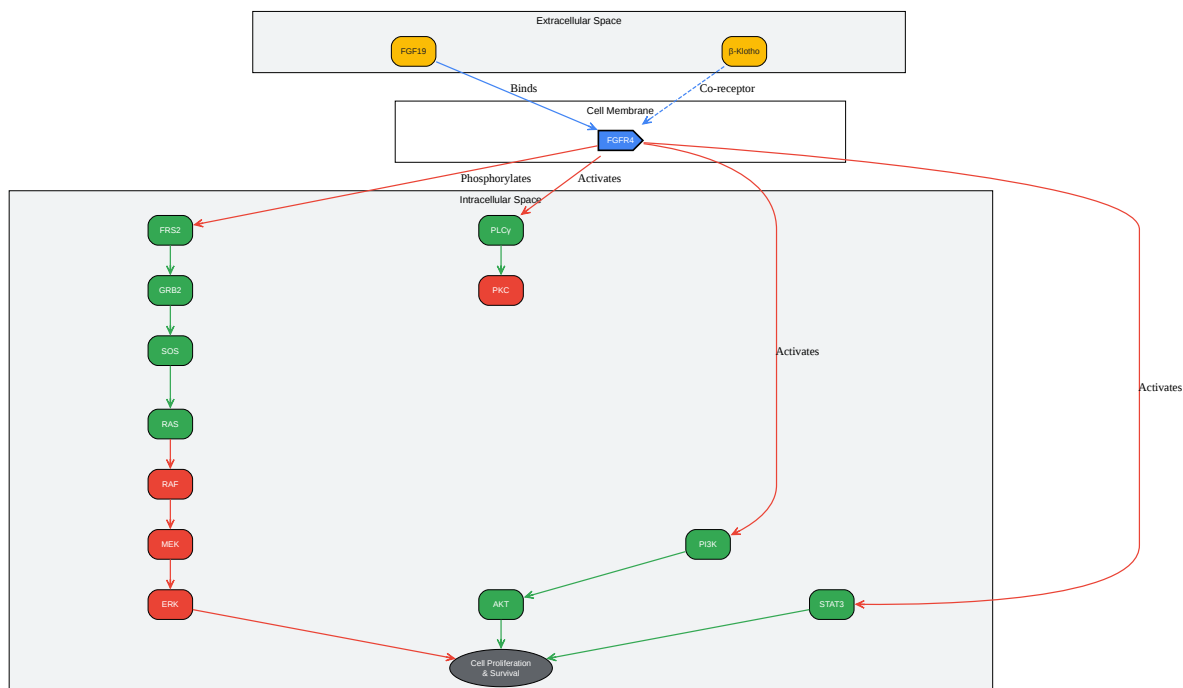 Extracellular Space
FGF19
β-Klotho
Binds
Co-receptor
Cell Membrane
FGFR4
Phosphorylates
Activates
Intracellular Space
FRS2
PLCγ
GRB2
PKC
SOS
Activates
Activates
RAS
RAF
MEK
PI3K
ERK
AKT
STAT3
Cell Proliferation
& Survival